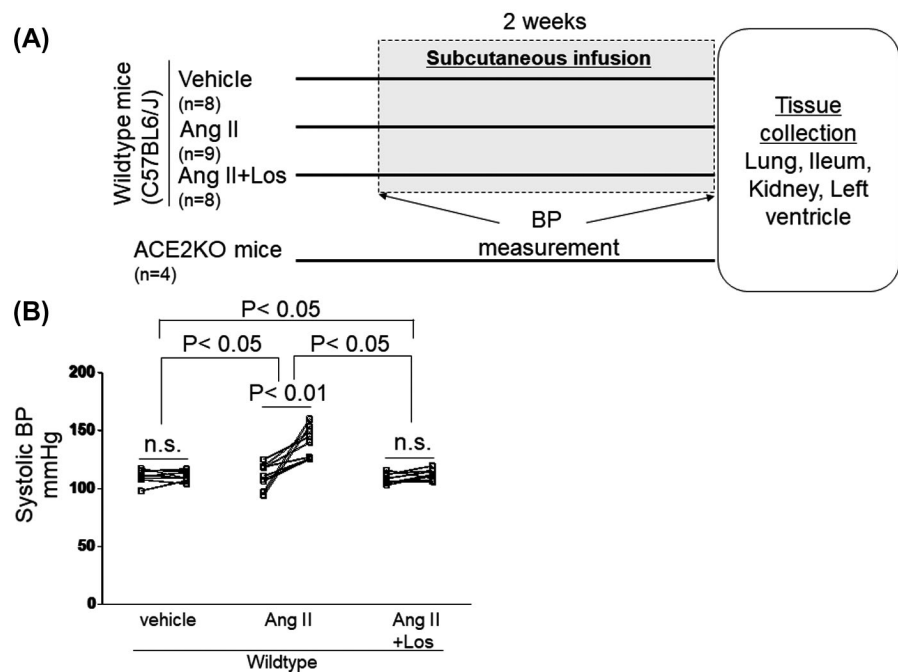 (A)
2 weeks
Subcutaneous infusion
Wildtype mice
(C57BL6/J)
Vehicle
(n=8)
Ang II
(n=9)
Ang II+Los
(n=8)
BP
measurement
ACE2KO mice
(n=4)
Tissue
collection
Lung, Ileum,
Kidney, Left
ventricle
(B)
P< 0.05
P< 0.05 P< 0.05
P< 0.01
n.s. n.s.
Systolic BP
mmHg
200
150
100
50
0
vehicle Ang II Ang II
+Los
Wildtype